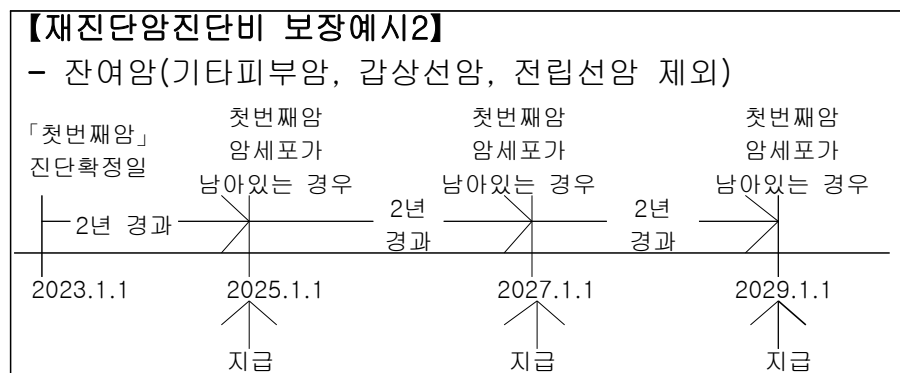 【재진단암진단비 보장예시2】
- 잔여암(기타피부암, 갑상선암, 전립선암 제외)
「첫번째암」
진단확정일
첫번째암
암세포가
남아있는 경우
첫번째암
암세포가
남아있는 경우
첫번째암
암세포가
남아있는 경우
2년 경과
2년
경과
2년
경과
2023.1.1
2025.1.1
2027.1.1
2029.1.1
지급
지급
지급